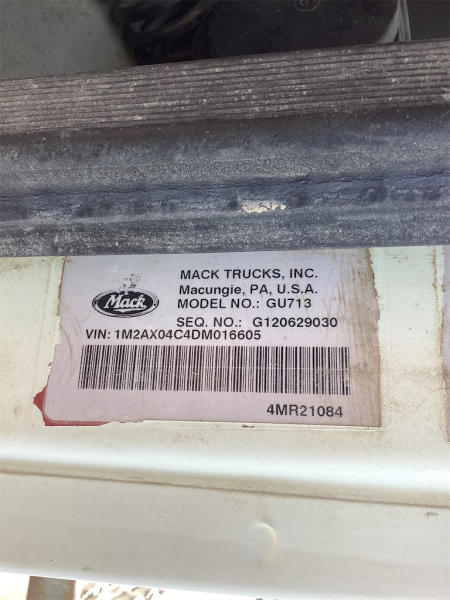 MACK TRUCKS, INC.
Macungie, PA, U.S.A.
Mack
MODEL NO.: GU713
SEQ. NO.: G120629030
VIN: 1M2AX04C4DM016605
4MR21084